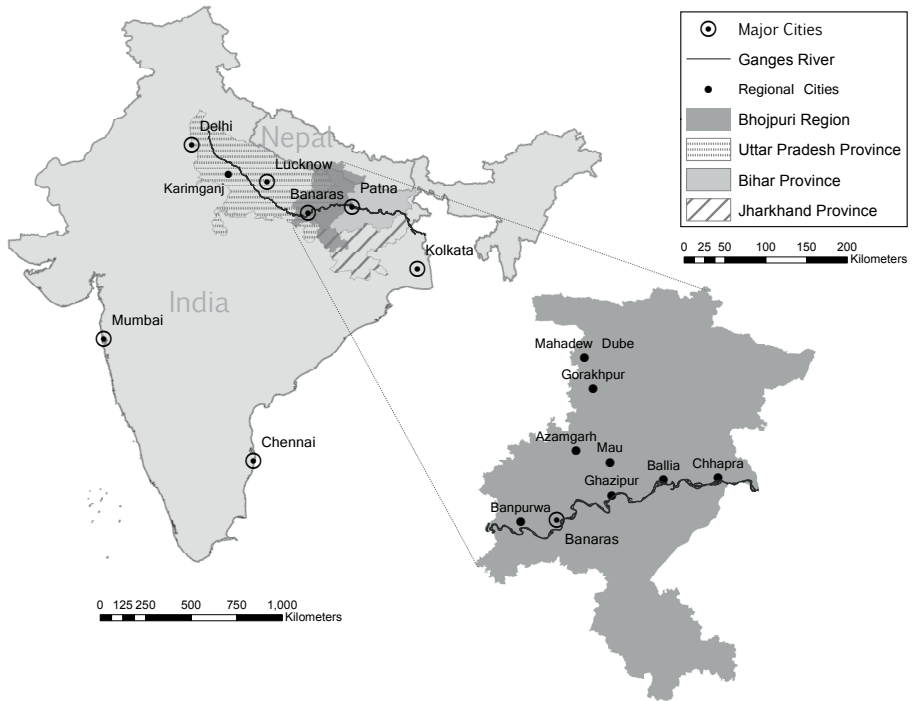 Major Cities
Ganges River
Regional Cities
Bhojpuri Region
Uttar Pradesh Province
Bihar Province
Jharkhand Province
0 25 50 100 150 200
Kilometers
Delhi
Nepal
Lucknow
Karimganj
Banaras
Patna
Kolkata
India
Mumbai
Chennai
0 125 250 500 750 1,000
Kilometers
Mahadew Dube
Gorakhpur
Azamgarh
Mau
Ballia
Chhapra
Ghazipur
Banpurwa
Banaras